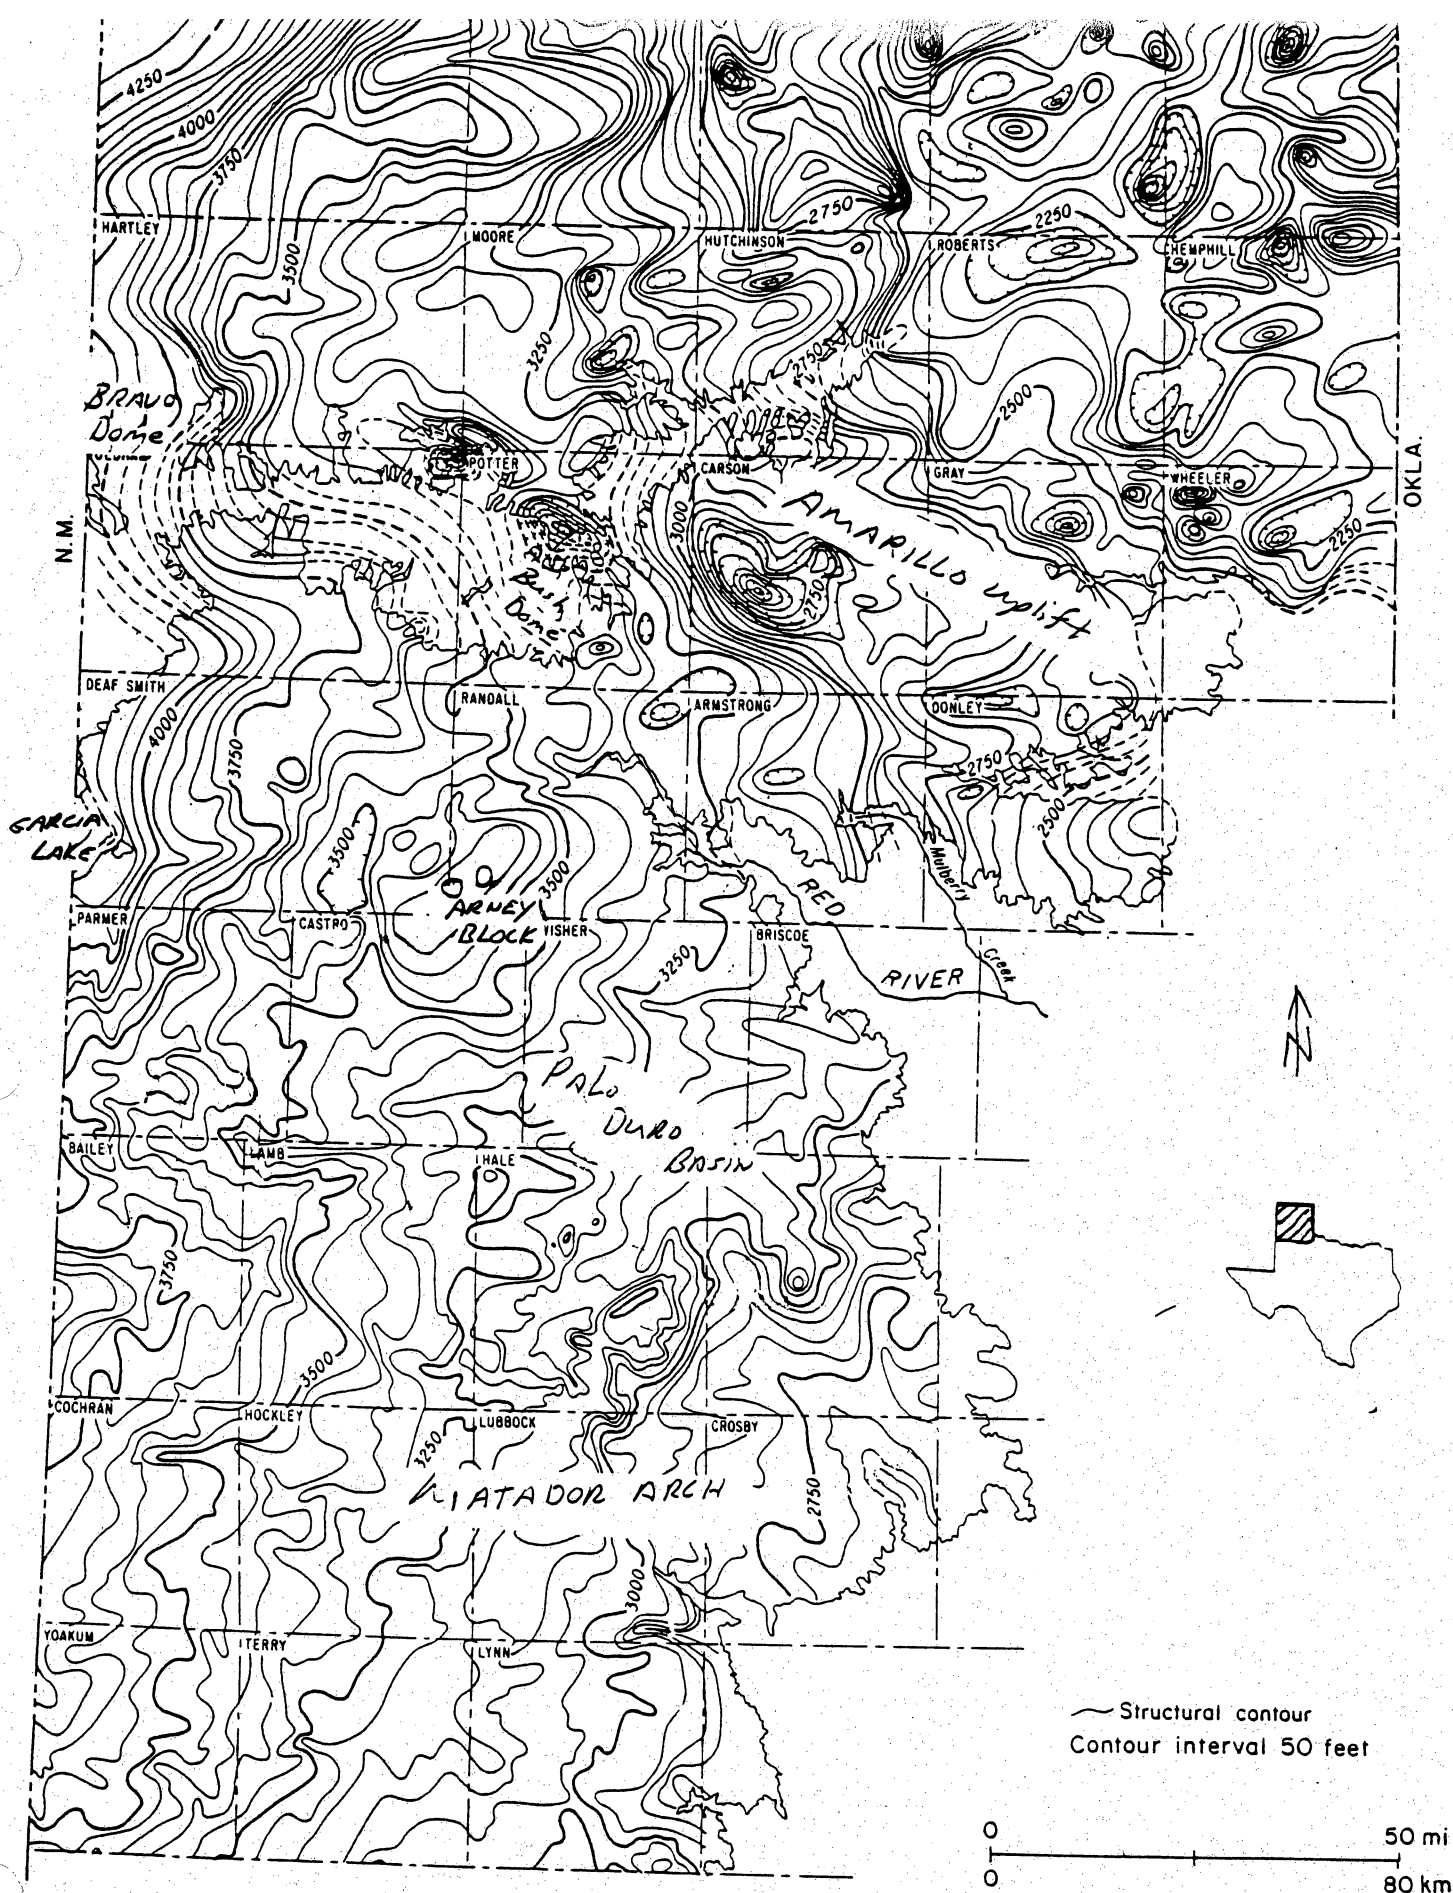 4250
4000
3750
2750
2250
HARTLEY
MOORE
HUTCHINSON
ROBERTS
HEMPHILL
3500
3250
2750
2500
BRAVO
Dome
POTTER
CARSON
GRAY
WHEELER
OKLA.
N.M.
3000
AMARILLO uplift
2250
Bush
Dome
2750
DEAF SMITH
RANDALL
ARMSTRONG
DONLEY
4000
3750
2750
2500
GARCIA
LAKE
3500
3500
Mulberry
Creek
RED
RIVER
PARMER
CASTRO
ARNEY
BLOCK
WISHER
BRISCOE
3250
N
PALO
DURO
BASIN
BAILEY
LAMB
HALE
3750
3500
COCHRAN
HOCKLEY
LUBBOCK
CROSBY
3250
MATADOR ARCH
2750
3000
YOAKUM
TERRY
LYNN
Structural contour
Contour interval 50 feet
0 50 mi
0 80 km